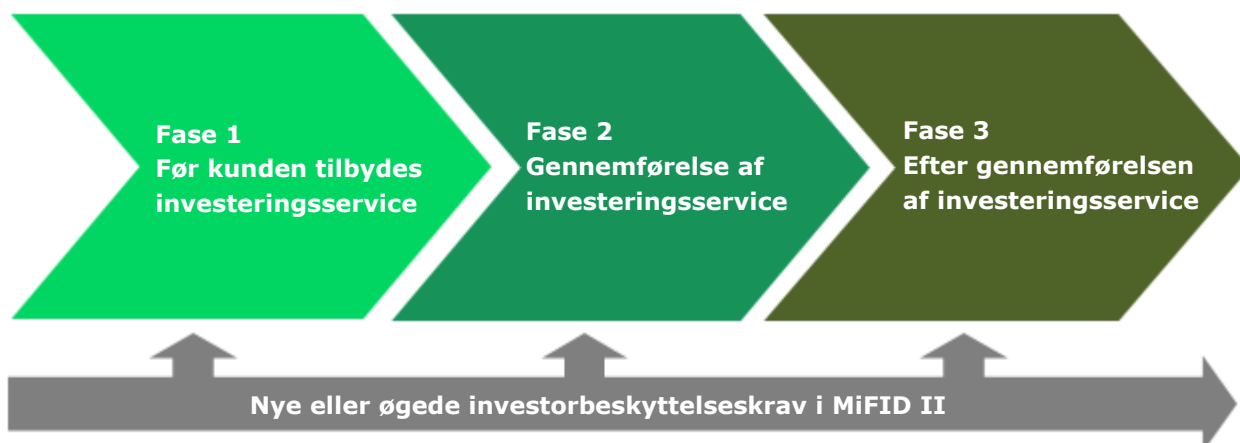 Fase 1
Før kunden tilbydes
investeringsservice
Fase 2
Gennemførelse af
investeringsservice
Fase 3
Efter gennemførelsen
af investeringsservice
Nye eller øgede investorbeskyttelseskrav i MiFID II